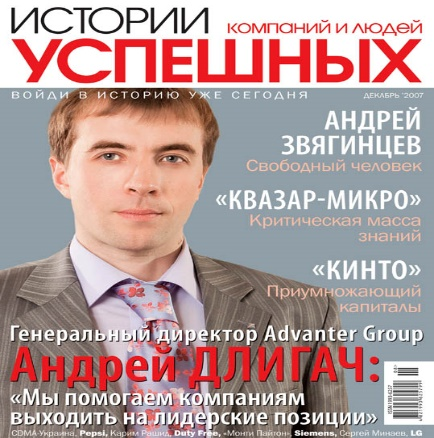 ИСТОРИИ КОМПАНИЙ И ЛЮДЕЙ
УСПЕШНЫХ
ВОЙДИ В ИСТОРИЮ УЖЕ СЕГОДНЯ
ДЕКАБРЬ '2007
АНДРЕЙ
ЗВЯГИНЦЕВ
Свободный человек
«КВАЗАР-МИКРО»
Критическая масса
знаний
«КИНТО»
Приумножающий
капиталы
Генеральный директор Advanter Group
Андрей ДЛИГАЧ:
«Мы помогаем компаниям
выходить на лидерские позиции»
CDMA-Украина, Pepsi, Карим Рашид, Duty Free, «Монти Пайтон», Siemens, Сергей Минаев, LG